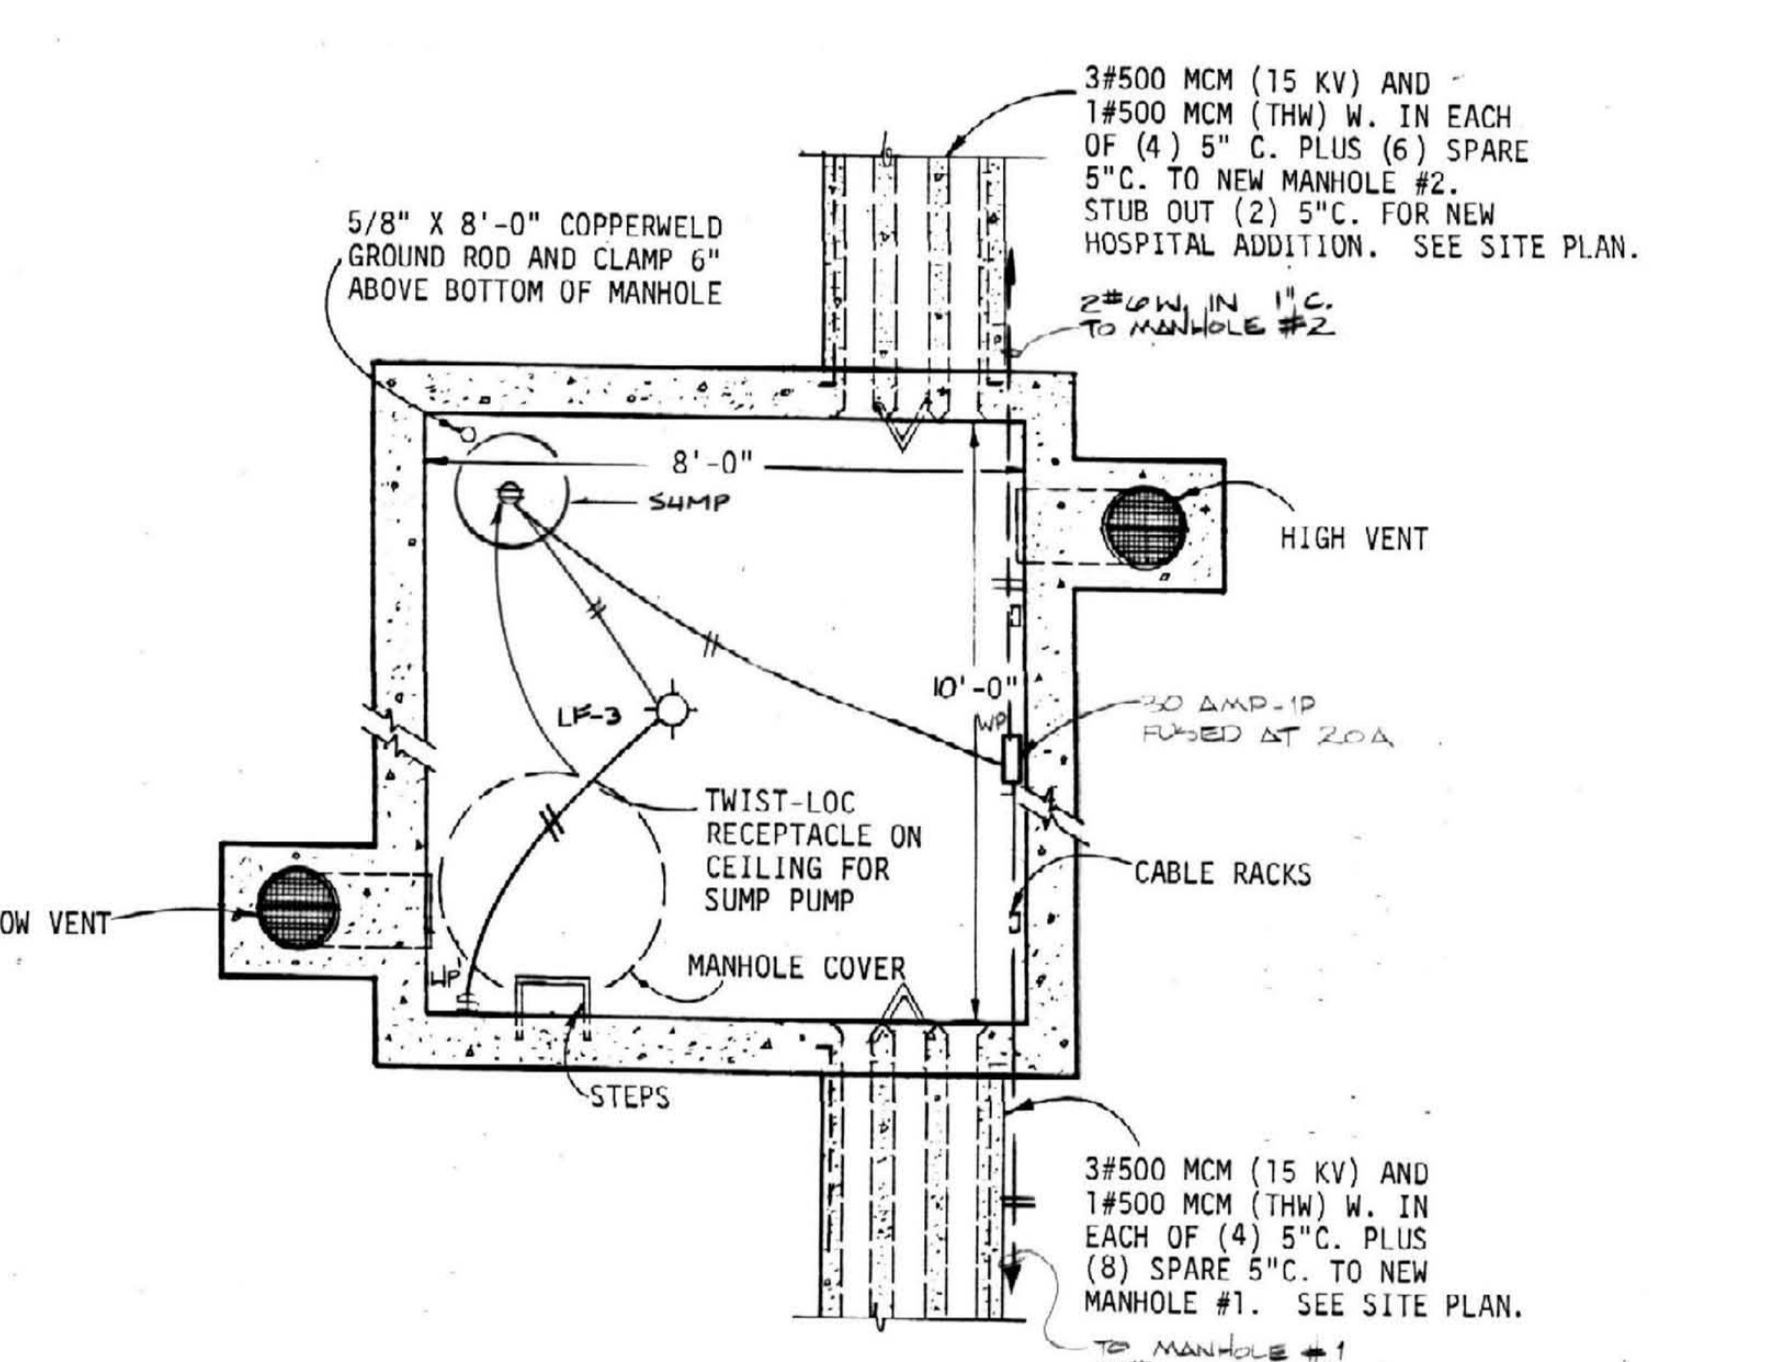 3#500 MCM (15 KV) AND
1#500 MCM (THW) W. IN EACH
OF (4) 5" C. PLUS (6) SPARE
5"C. TO NEW MANHOLE #2.
STUB OUT (2) 5"C. FOR NEW
HOSPITAL ADDITION. SEE SITE PLAN.
2#6W. IN 1"C.
TO MANHOLE #2
5/8" X 8'-0" COPPERWELD
GROUND ROD AND CLAMP 6"
ABOVE BOTTOM OF MANHOLE
8'-0"
SUMP
HIGH VENT
10'-0"
WP
LF-3
30 AMP-1P
FUSED AT 20A
TWIST-LOC
RECEPTACLE ON
CEILING FOR
SUMP PUMP
CABLE RACKS
OW VENT
MANHOLE COVER
WP
STEPS
3#500 MCM (15 KV) AND
1#500 MCM (THW) W. IN
EACH OF (4) 5"C. PLUS
(8) SPARE 5"C. TO NEW
MANHOLE #1. SEE SITE PLAN.
TO MANHOLE #1